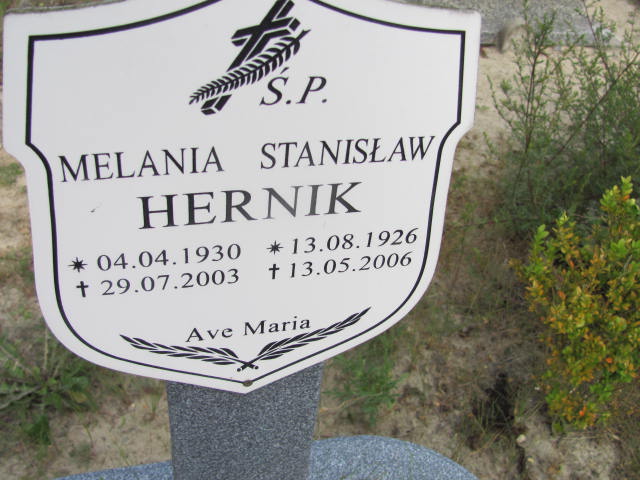 Ś.P.
MELANIA STANISŁAW
HERNIK
* 04.04.1930 * 13.08.1926
† 29.07.2003 † 13.05.2006
Ave Maria